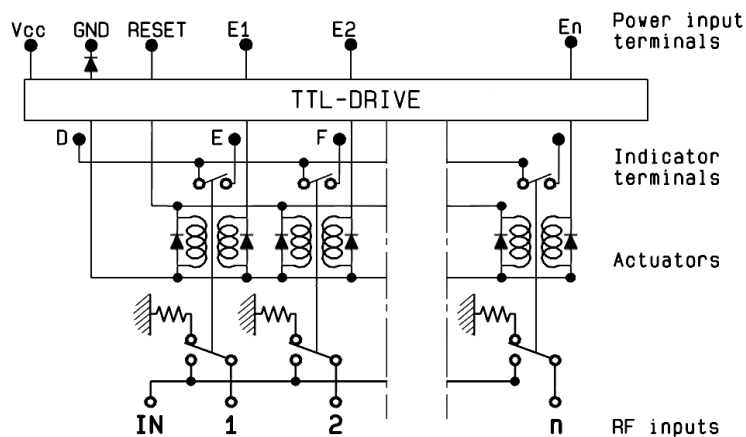 Vcc GND RESET E1 E2 En Power input
terminals
TTL-DRIVE
D E F
Indicator
terminals
Actuators
IN 1 2 n RF inputs